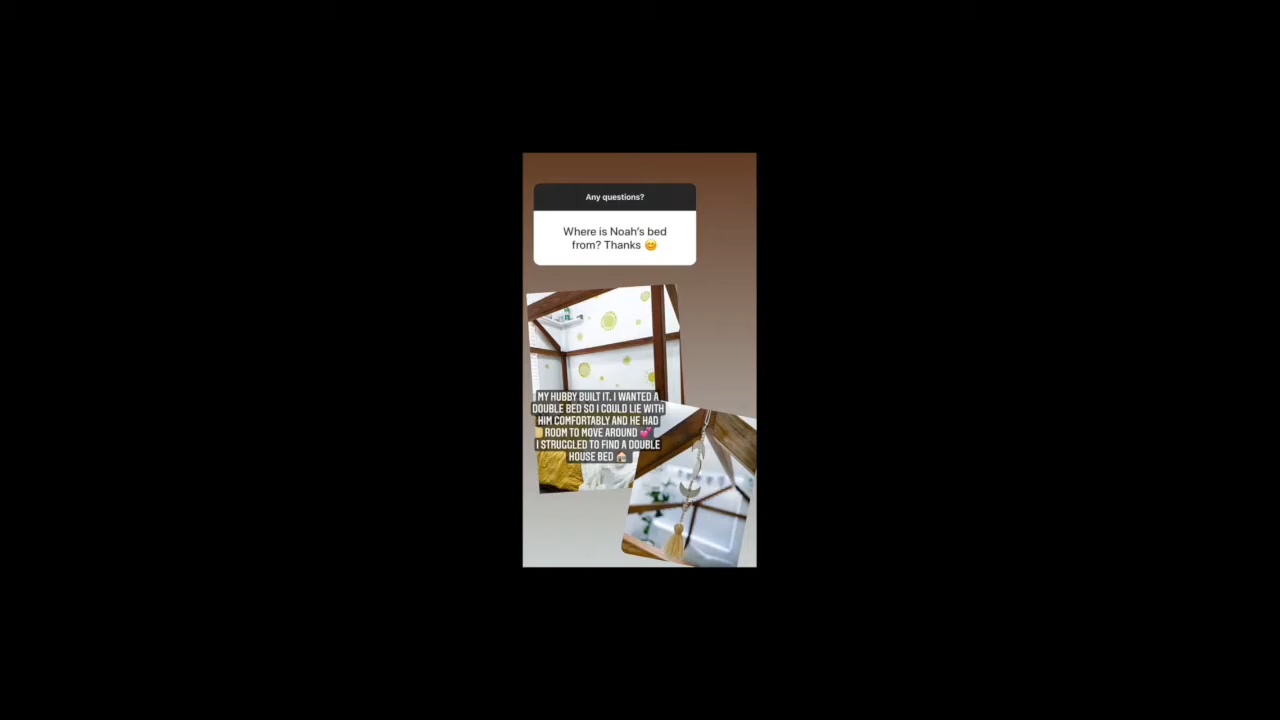 Any questions?
Where is Noah's bed
from? Thanks 😊
MY HUBBY BUILT IT. I WANTED A
DOUBLE BED SO I COULD LIE WITH
HIM COMFORTABLY AND HE HAD
ROOM TO MOVE AROUND 💞
I STRUGGLED TO FIND A DOUBLE
HOUSE BED 🏠